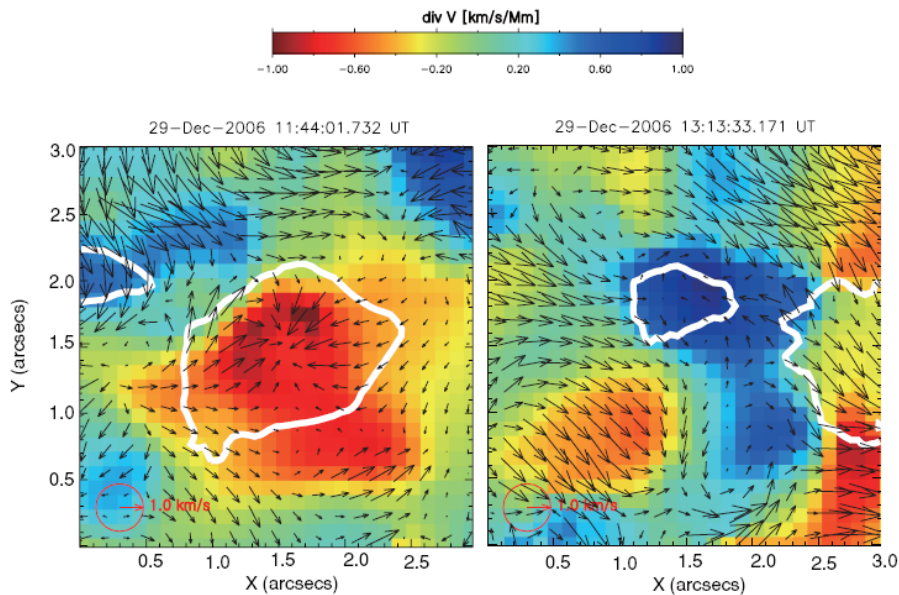 div V [km/s/Mm]
−1.00 −0.60 −0.20 0.20 0.60 1.00
29-Dec-2006 11:44:01.732 UT
29-Dec-2006 13:13:33.171 UT
3.0
2.5
2.0
1.5
1.0
0.5
Y (arcsecs)
1.0 km/s
1.0 km/s
0.5 1.0 1.5 2.0 2.5
0.5 1.0 1.5 2.0 2.5 3.0
X (arcsecs)
X (arcsecs)